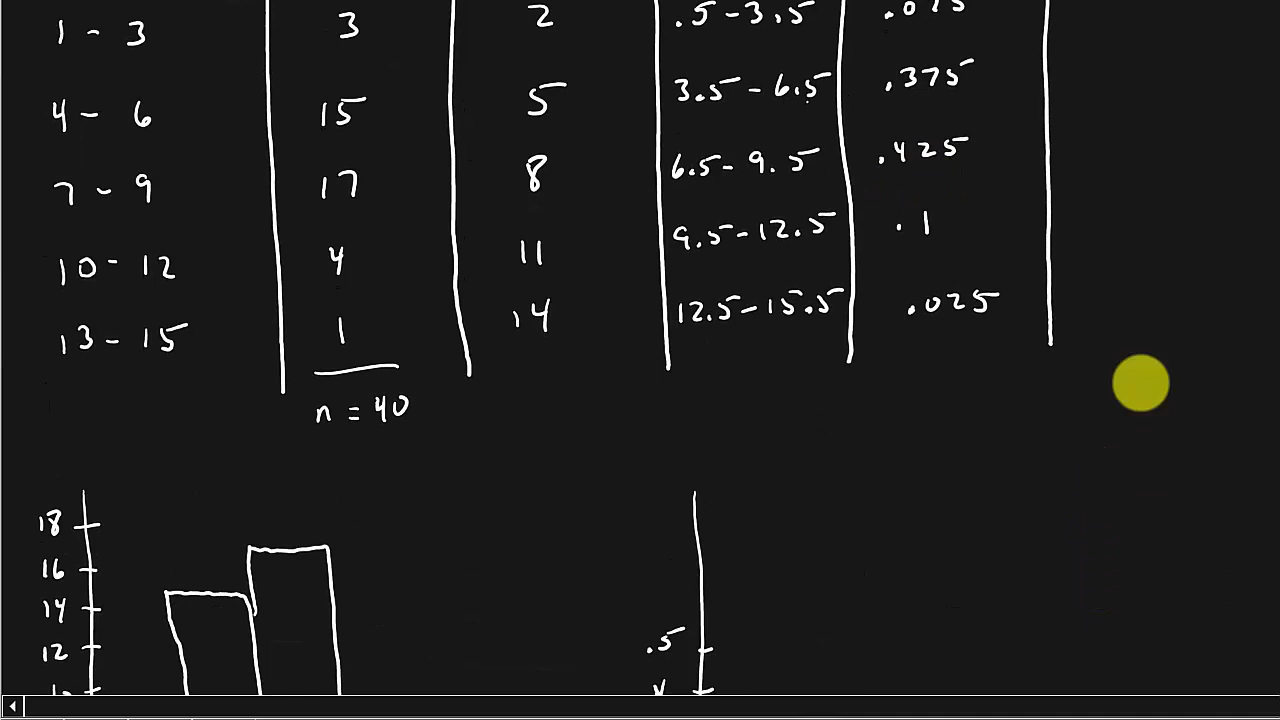 1 - 3 3 2 .5-3.5 .075
4 - 6 15 5 3.5-6.5 .375
7 - 9 17 8 6.5-9.5 .425
10 - 12 4 11 9.5-12.5 .1
13 - 15 1 14 12.5-15.5 .025
n = 40
18
16
14
12 .5